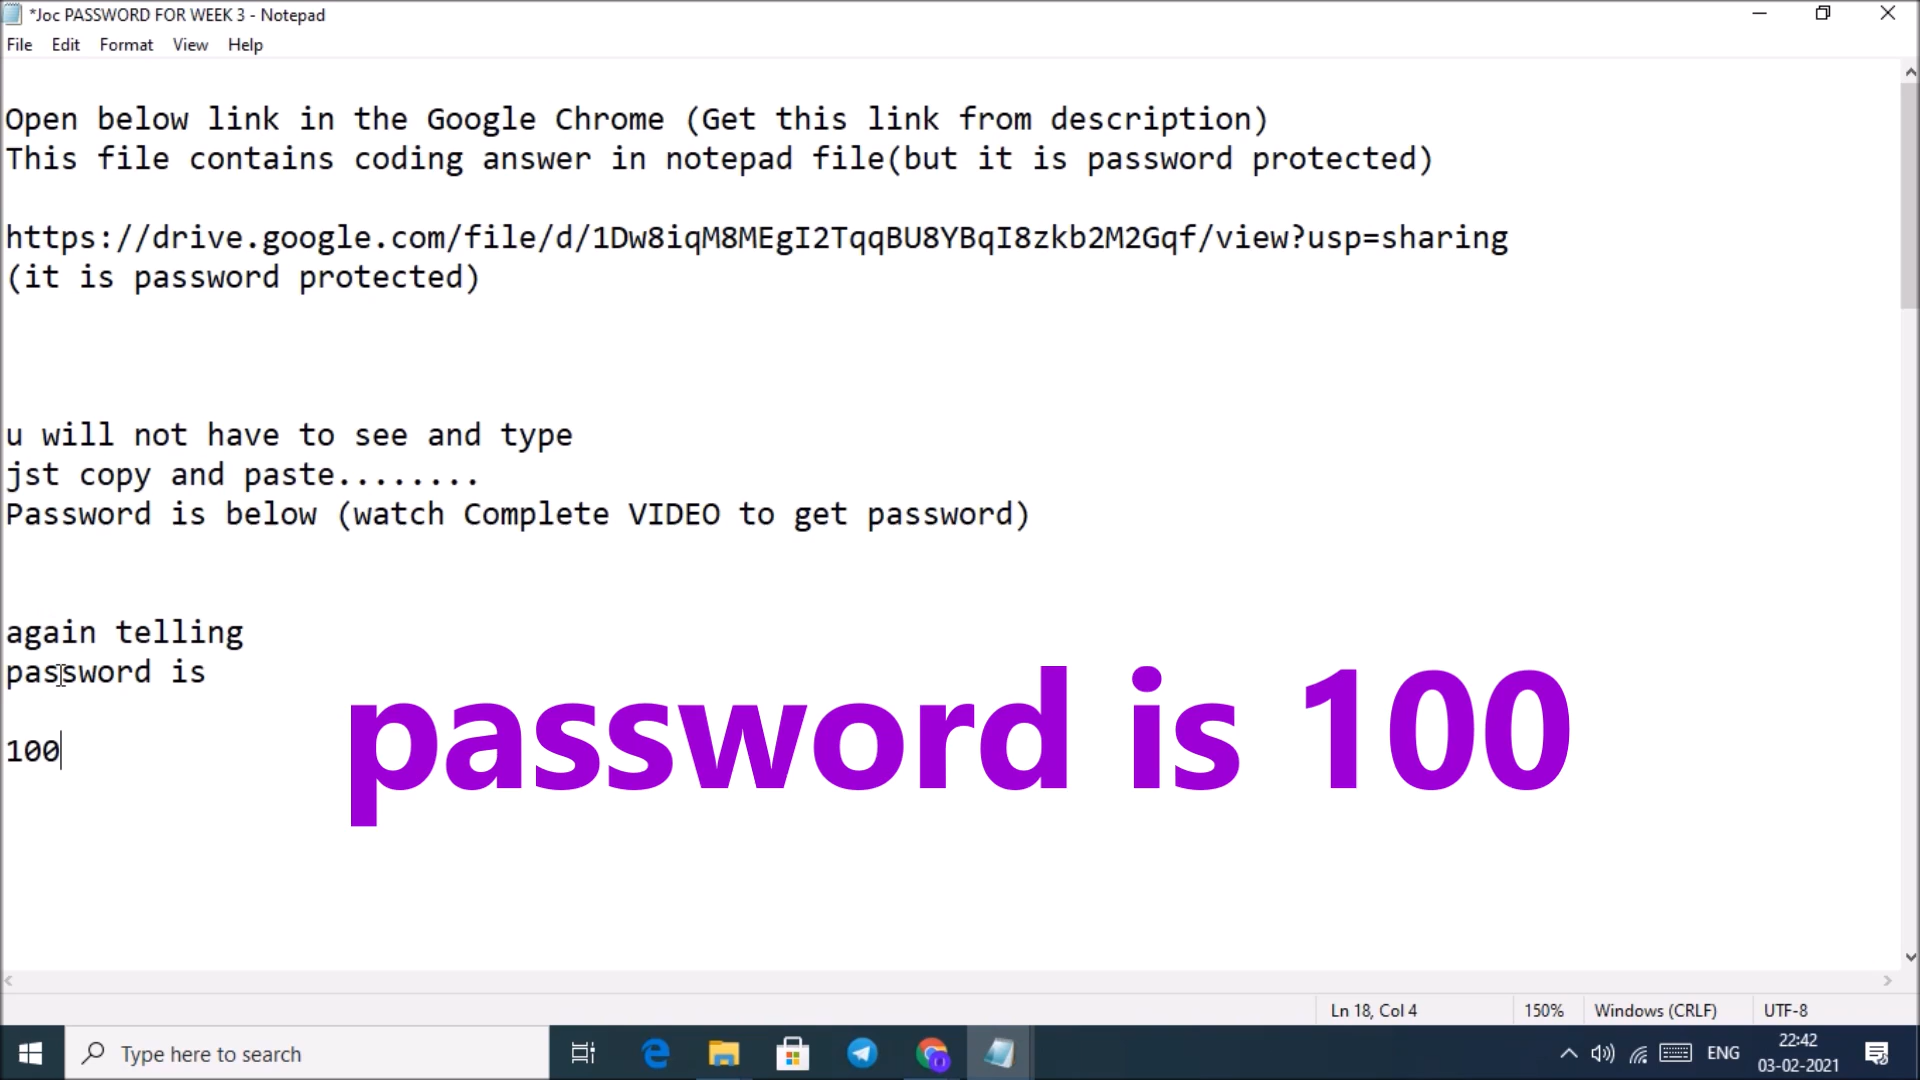 *Joc PASSWORD FOR WEEK 3 - Notepad
File Edit Format View Help
Open below link in the Google Chrome (Get this link from description)
This file contains coding answer in notepad file(but it is password protected)
https://drive.google.com/file/d/1Dw8iqM8MEgI2TqqBU8YBqI8zkb2M2Gqf/view?usp=sharing
(it is password protected)
u will not have to see and type
jst copy and paste........
Password is below (watch Complete VIDEO to get password)
again telling
password is
password is 100
100
Ln 18, Col 4 150% Windows (CRLF) UTF-8
Type here to search
ENG
22:42
03-02-2021